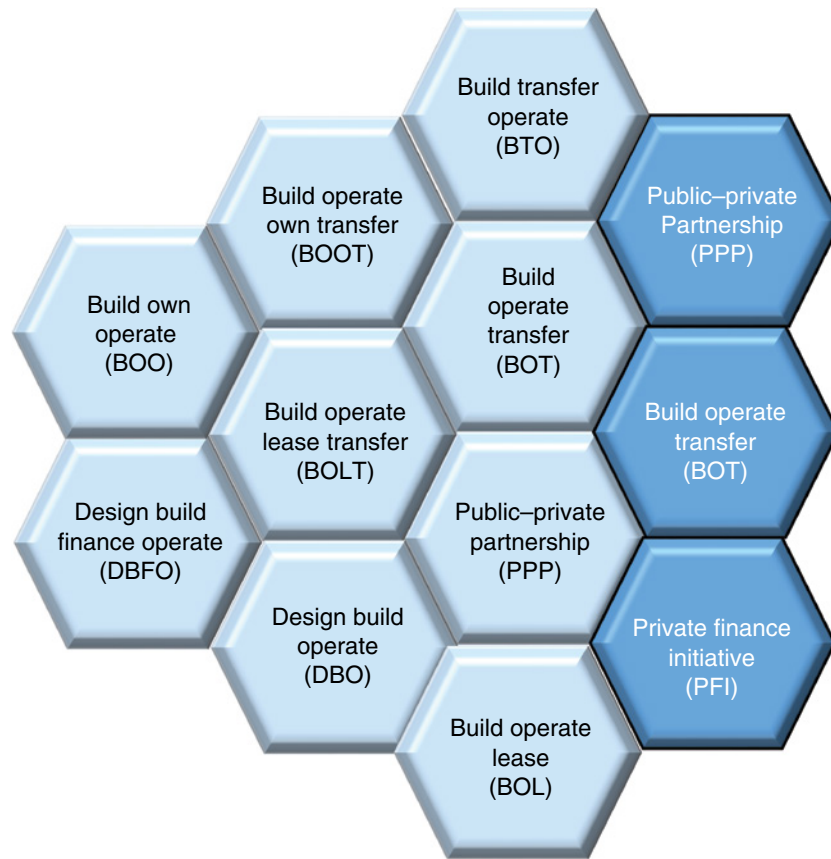 Build transfer
operate
(BTO)
Public–private
Partnership
(PPP)
Build operate
own transfer
(BOOT)
Build
operate
transfer
(BOT)
Build own
operate
(BOO)
Build operate
lease transfer
(BOLT)
Build operate
transfer
(BOT)
Design build
finance operate
(DBFO)
Public–private
partnership
(PPP)
Design build
operate
(DBO)
Private finance
initiative
(PFI)
Build operate
lease
(BOL)